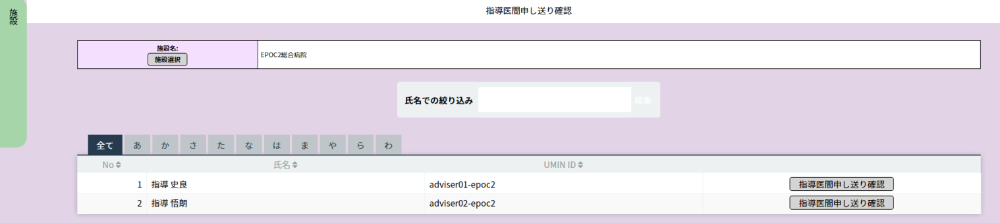 施設
指導医間申し送り確認
施設名:
施設選択
EPOC2総合病院
氏名での絞り込み 検索
全て あ か さ た な は ま や ら わ
No 氏名 UMIN ID
1 指導 史良 adviser01-epoc2 指導医間申し送り確認
2 指導 悟朗 adviser02-epoc2 指導医間申し送り確認